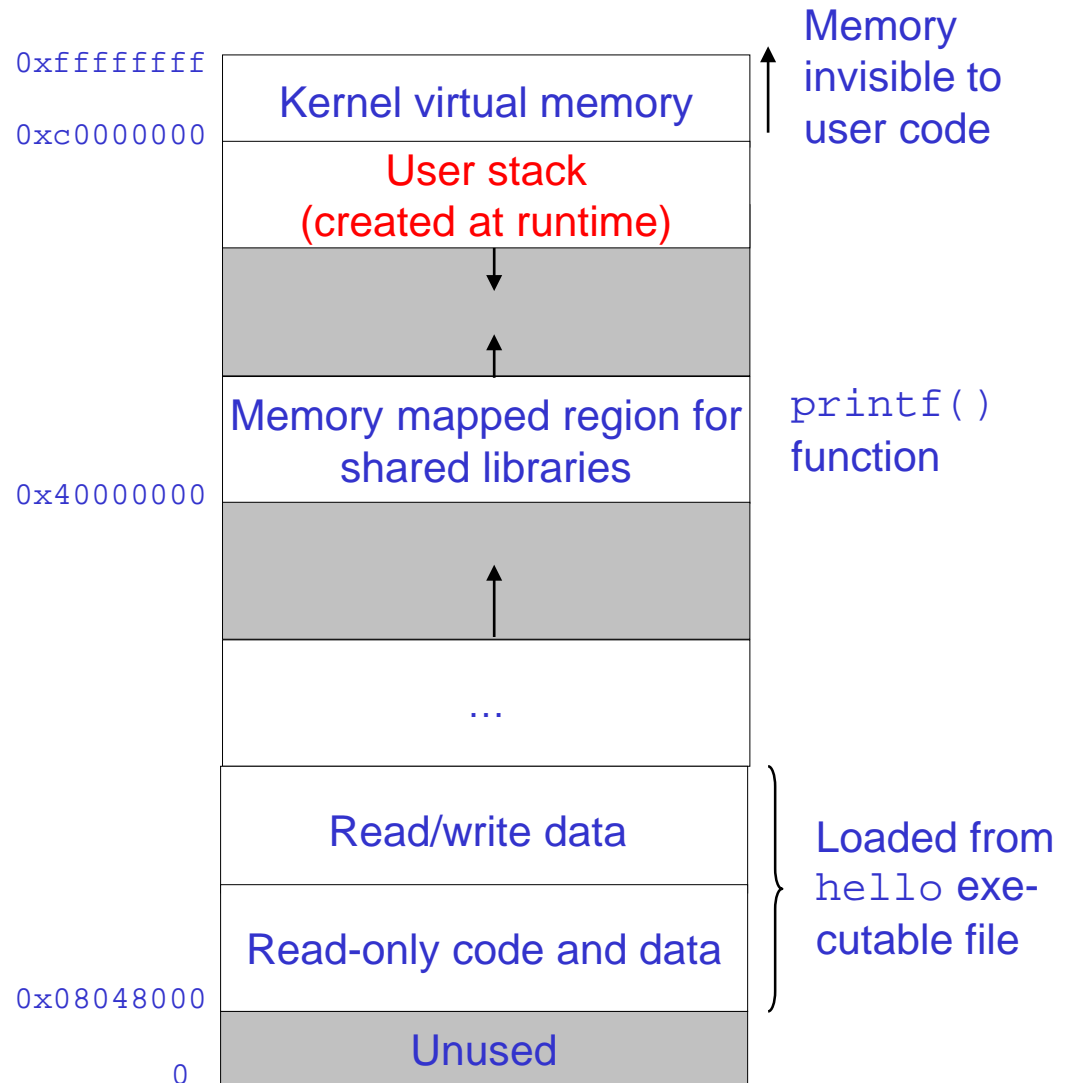 Memory
invisible to
user code
0xffffffff
Kernel virtual memory
0xc0000000
User stack
(created at runtime)
Memory mapped region for
shared libraries
printf()
function
0x40000000
…
Read/write data
Loaded from
hello exe-
cutable file
Read-only code and data
0x08048000
Unused
0